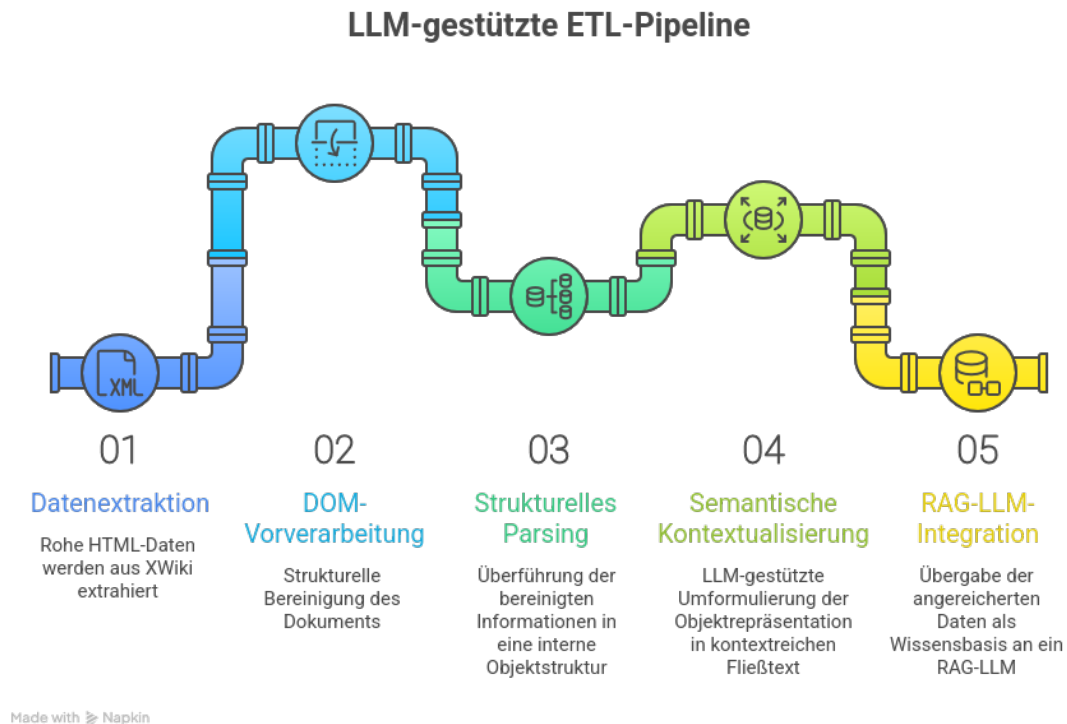 LLM-gestützte ETL-Pipeline
XML
01
02
03
04
05
Datenextraktion
Rohe HTML-Daten
werden aus XWiki
extrahiert
DOM-
Vorverarbeitung
Strukturelle
Bereinigung des
Dokuments
Strukturelles
Parsing
Überführung der
bereinigten
Informationen in
eine interne
Objektstruktur
Semantische
Kontextualisierung
LLM-gestützte
Umformulierung der
Objektrepräsentation
in kontextreichen
Fließtext
RAG-LLM-
Integration
Übergabe der
angereicherten
Daten als
Wissensbasis an ein
RAG-LLM
Made with Napkin